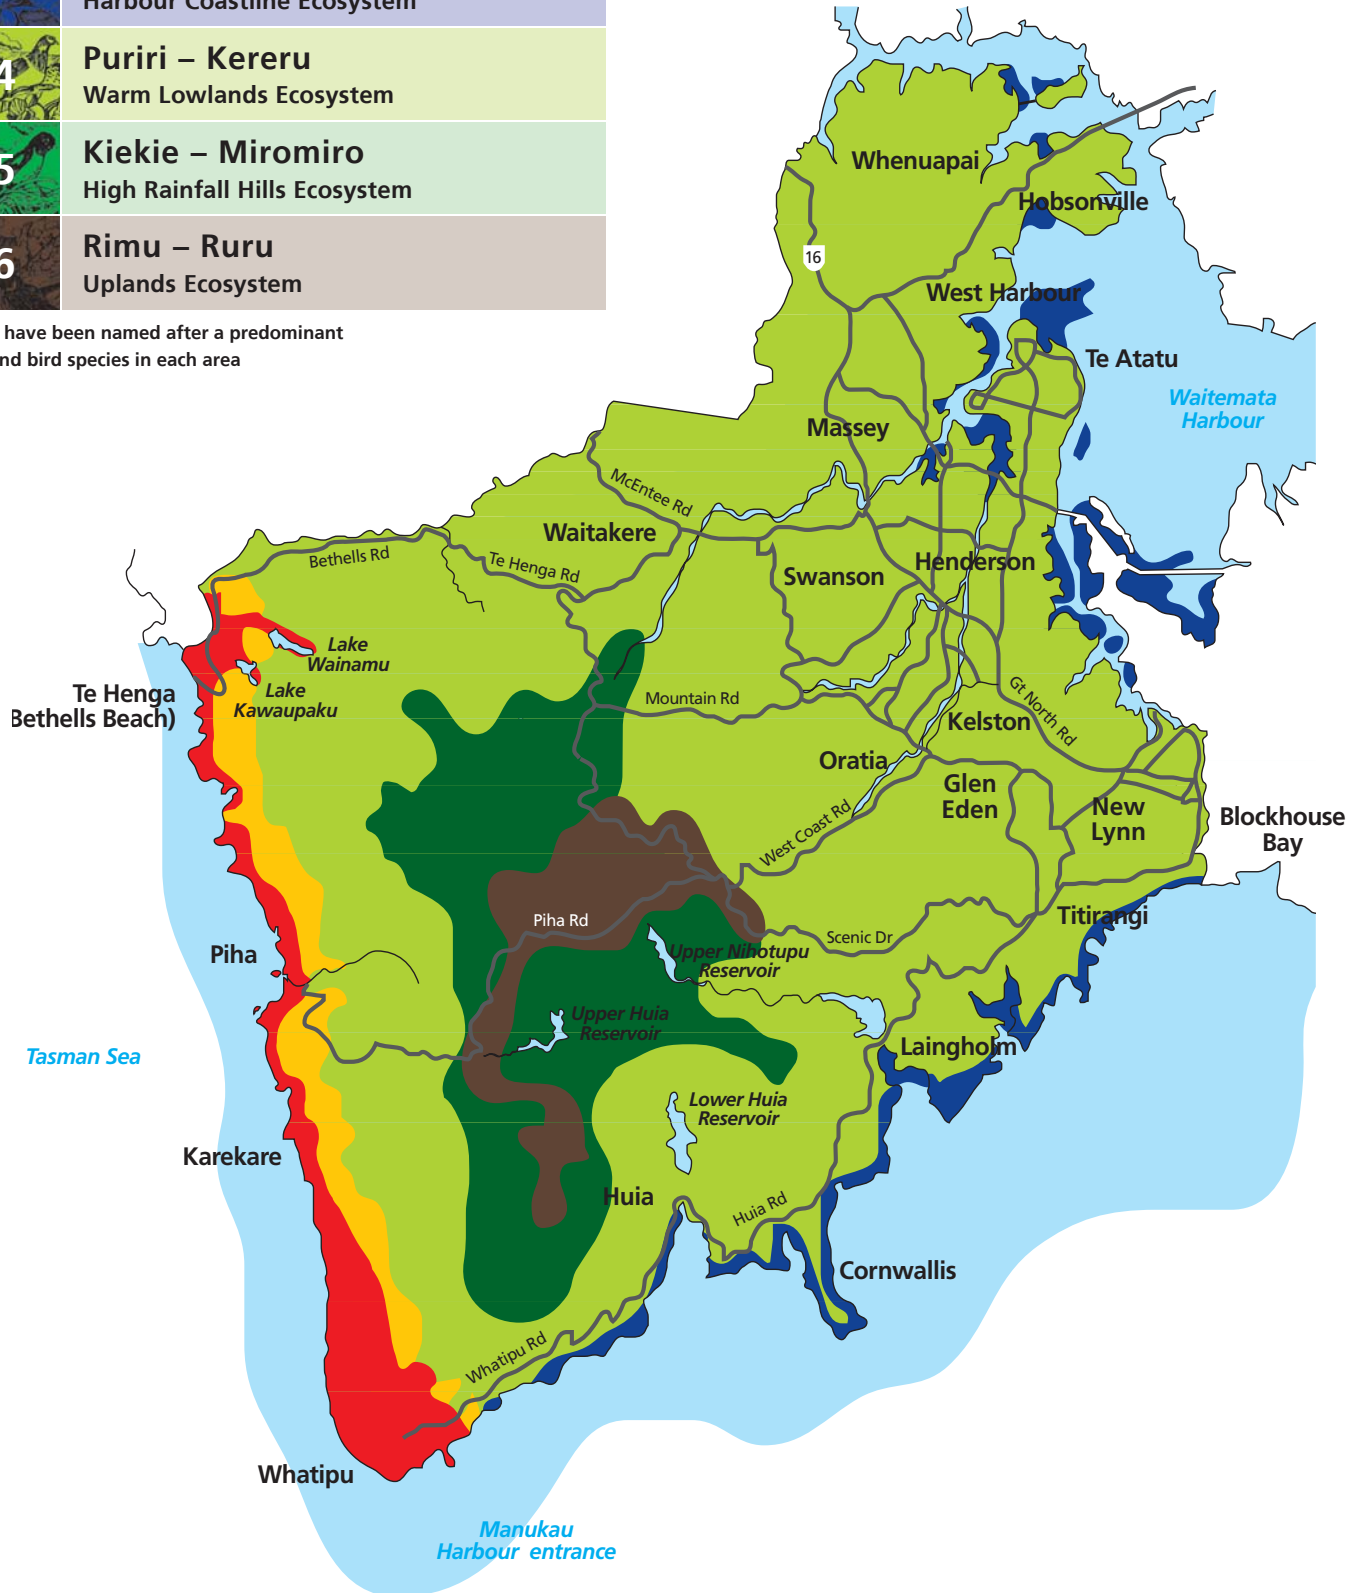 Harbour Coastline Ecosystem
4
Puriri – Kereru
Warm Lowlands Ecosystem
5
Kiekie – Miromiro
High Rainfall Hills Ecosystem
6
Rimu – Ruru
Uplands Ecosystem
have been named after a predominant
nd bird species in each area
Whenuapai
Hobsonville
16
West Harbour
Te Atatu
Waitemata
Harbour
Massey
McEntee Rd
Waitakere
Bethells Rd
Te Henga Rd
Swanson
Henderson
Lake
Wainamu
Lake
Kawaupaku
Te Henga
Bethells Beach)
Mountain Rd
Gt North Rd
Kelston
Oratia
Glen
Eden
New
Lynn
Blockhouse
Bay
West Coast Rd
Piha Rd
Titirangi
Scenic Dr
Piha
Upper Nihotupu
Reservoir
Upper Huia
Reservoir
Tasman Sea
Laingholm
Lower Huia
Reservoir
Karekare
Huia
Huia Rd
Cornwallis
Whatipu Rd
Whatipu
Manukau
Harbour entrance